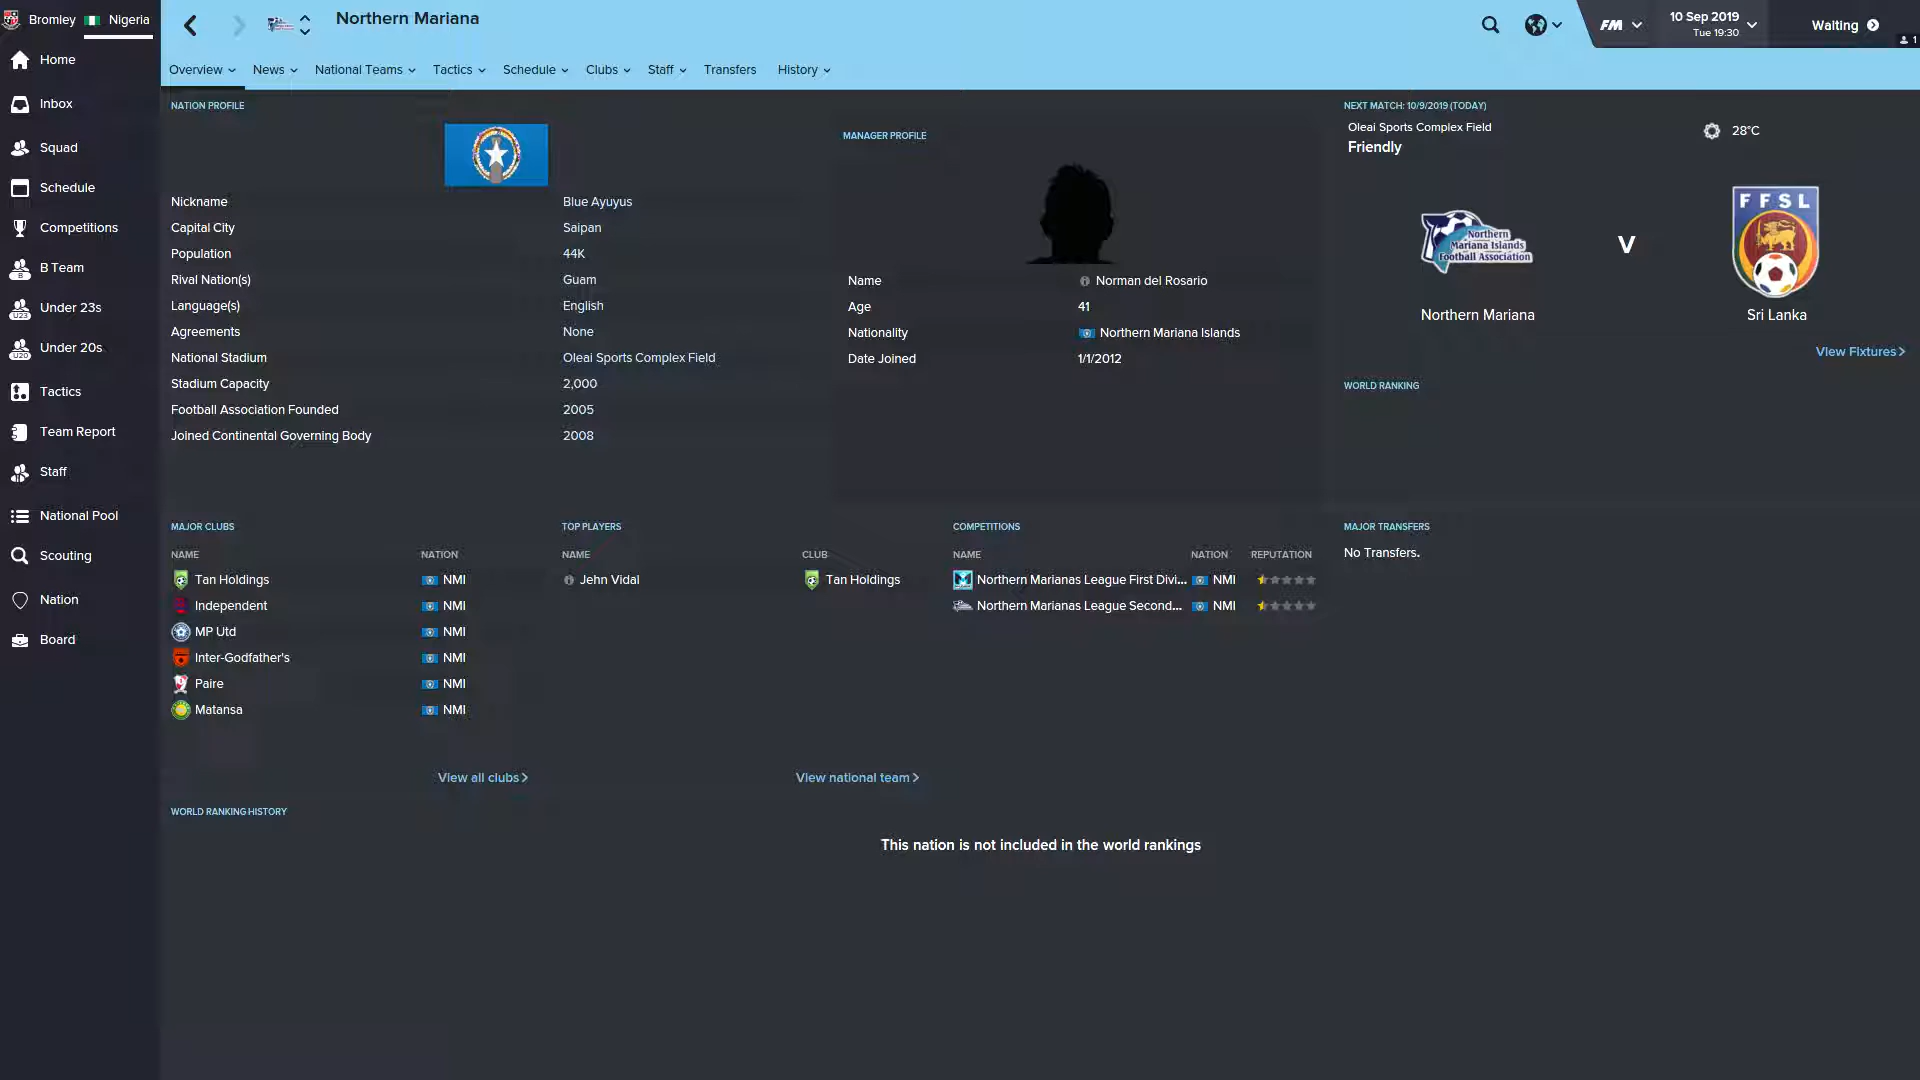 Bromley
Nigeria
Northern Mariana
FM
10 Sep 2019
Tue 19:30
Waiting
1
Home
Inbox
Squad
Schedule
Competitions
B Team
Under 23s
Under 20s
Tactics
Team Report
Staff
National Pool
Scouting
Nation
Board
Overview
News
National Teams
Tactics
Schedule
Clubs
Staff
Transfers
History
NATION PROFILE
Nickname Blue Ayuyus
Capital City Saipan
Population 44K
Rival Nation(s) Guam
Language(s) English
Agreements None
National Stadium Oleai Sports Complex Field
Stadium Capacity 2,000
Football Association Founded 2005
Joined Continental Governing Body 2008
MANAGER PROFILE
Name Norman del Rosario
Age 41
Nationality Northern Mariana Islands
Date Joined 1/1/2012
NEXT MATCH: 10/9/2019 (TODAY)
Oleai Sports Complex Field
28°C
Friendly
Northern
Mariana Islands
Football Association
V
FFSL
Northern Mariana
Sri Lanka
View Fixtures
WORLD RANKING
MAJOR CLUBS
NAME NATION
Tan Holdings NMI
Independent NMI
MP Utd NMI
Inter-Godfather's NMI
Paire NMI
Matansa NMI
View all clubs
TOP PLAYERS
NAME CLUB
Jehn Vidal Tan Holdings
View national team
COMPETITIONS
NAME NATION REPUTATION
Northern Marianas League First Divi... NMI
Northern Marianas League Second... NMI
MAJOR TRANSFERS
No Transfers.
WORLD RANKING HISTORY
This nation is not included in the world rankings